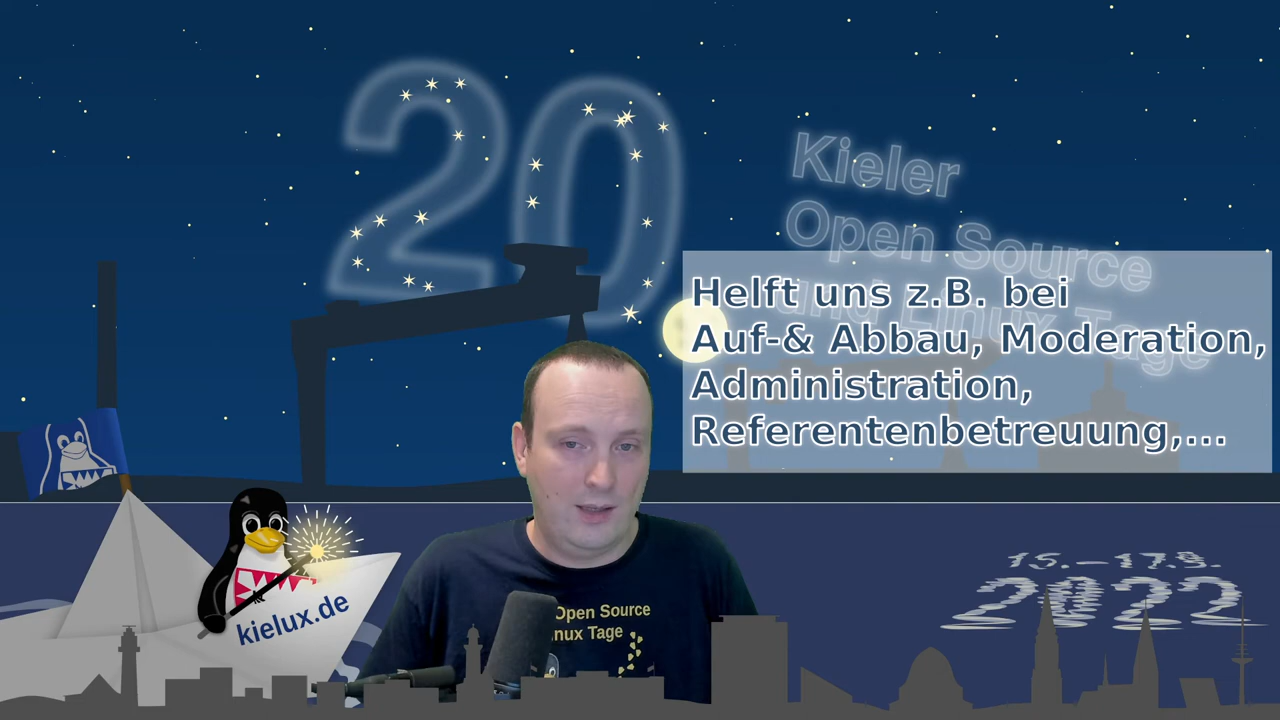 20
Kieler
Open Source
und Linux Tage
Helft uns z.B. bei
Auf-& Abbau, Moderation,
Administration,
Referentenbetreuung,...
kielux.de
Open Source
inux Tage
15.–17.9.
2022